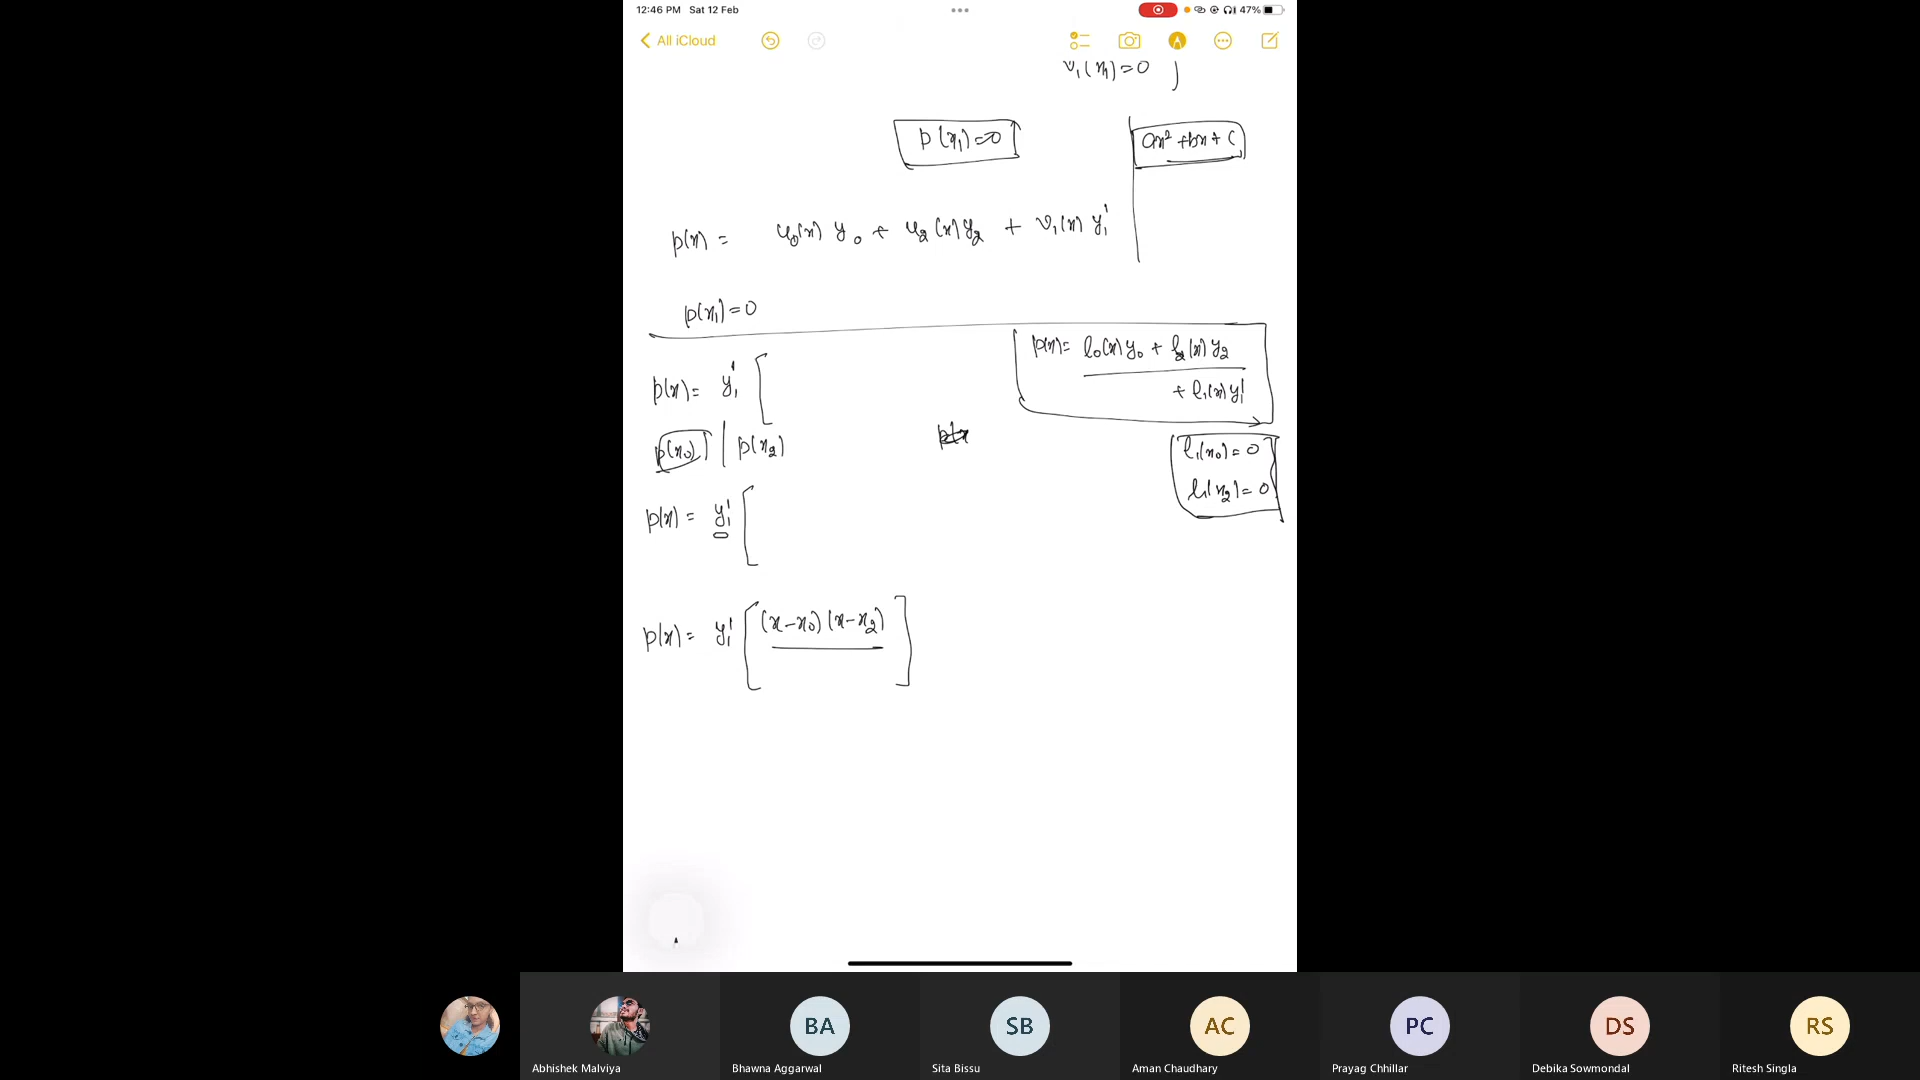 12:46 PM Sat 12 Feb
47%
All iCloud
v₁(x₁)=0
p(x₁)=0
ax² + bx + c
p(x) = u₀(x) y₀ + u₂(x) y₂ + v₁(x) y₁'
p(x₁)=0
p(x) = l₀(x) y₀ + l₂(x) y₂
+ l₁(x) y₁'
p(x) = y₁' [
p(x₀) | p(x₂)
l₁(x₀) = 0
l₁(x₂) = 0
p(x) = y₁' [
p(x) = y₁' [ (x-x₀) (x-x₂) ]
BA
SB
AC
PC
DS
RS
Abhishek Malviya
Bhawna Aggarwal
Sita Bissu
Aman Chaudhary
Prayag Chhillar
Debika Sowmondal
Ritesh Singla